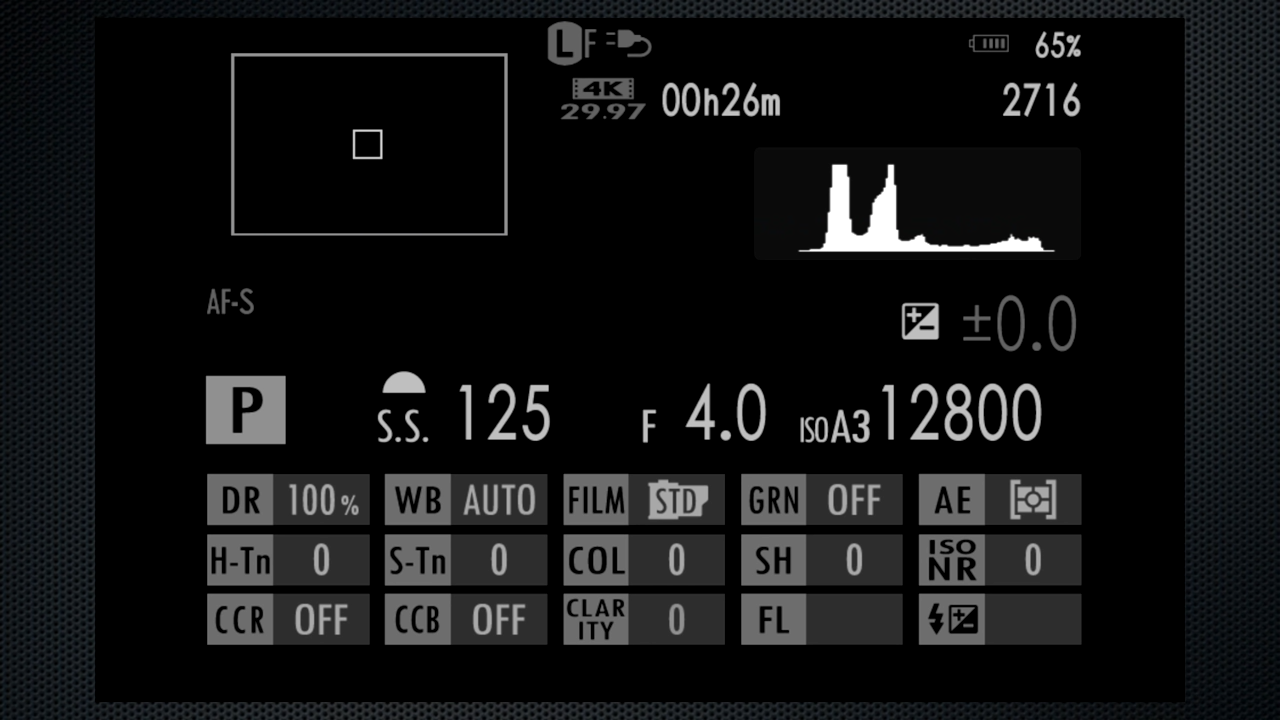 L F 65%
4K 29.97 00h26m 2716
AF-S
±0.0
P S.S. 125 F 4.0 ISO A3 12800
DR 100% WB AUTO FILM STD GRN OFF AE
H-Tn 0 S-Tn 0 COL 0 SH 0 ISO NR 0
CCR OFF CCB OFF CLARITY 0 FL